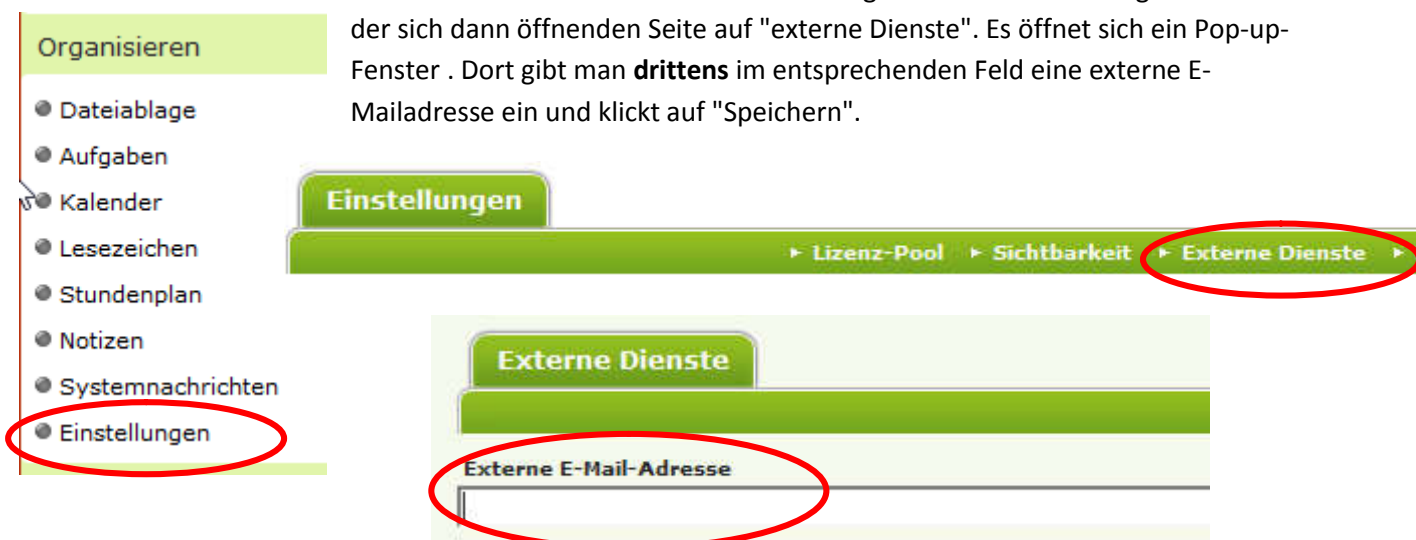 der sich dann öffnenden Seite auf "externe Dienste". Es öffnet sich ein Pop-up-
Fenster . Dort gibt man drittens im entsprechenden Feld eine externe E-
Mailadresse ein und klickt auf "Speichern".
Organisieren
Dateiablage
Aufgaben
Kalender
Lesezeichen
Stundenplan
Notizen
Systemnachrichten
Einstellungen
Einstellungen
Lizenz-Pool Sichtbarkeit Externe Dienste
Externe Dienste
Externe E-Mail-Adresse